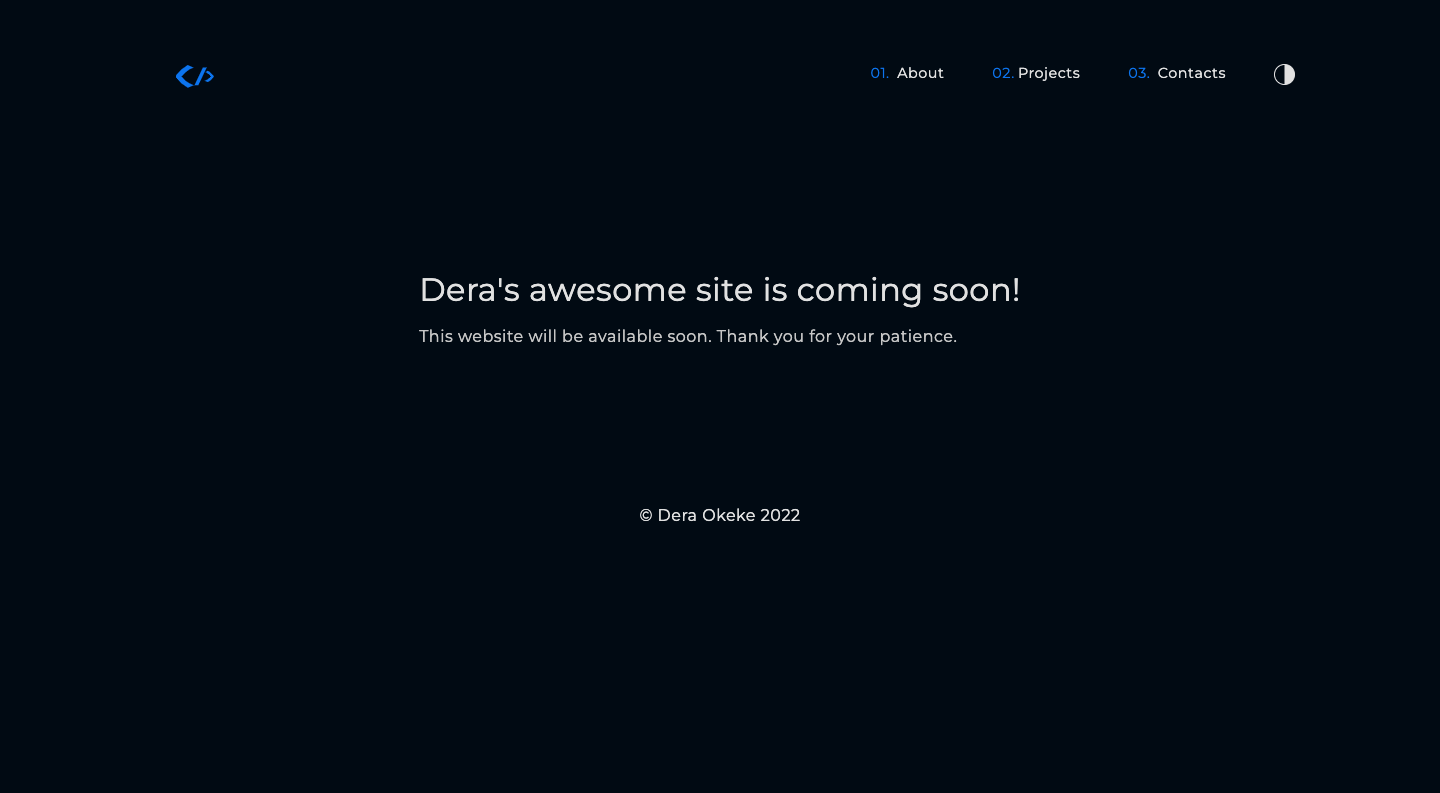 01. About 02. Projects 03. Contacts
Dera's awesome site is coming soon!
This website will be available soon. Thank you for your patience.
© Dera Okeke 2022